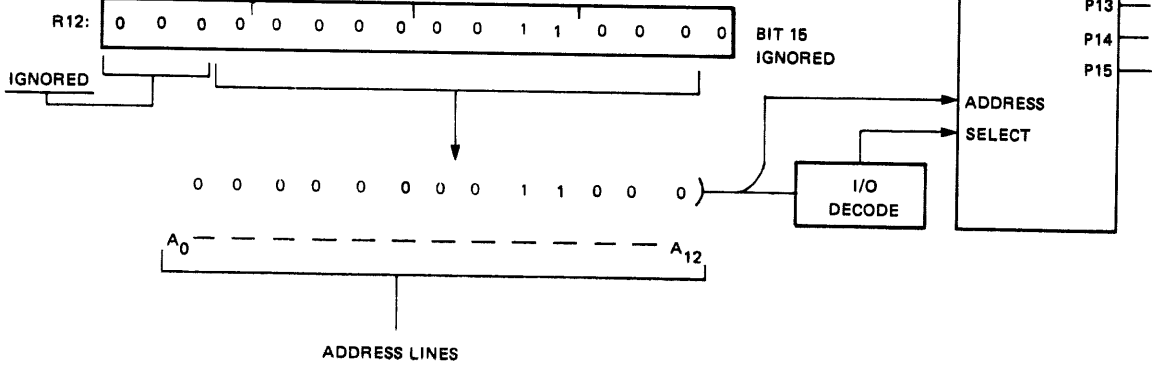 P13
R12: 0 0 0 0 0 0 0 0 0 0 1 1 0 0 0 0
BIT 15
IGNORED
P14
P15
IGNORED
ADDRESS
SELECT
0 0 0 0 0 0 0 0 1 1 0 0 0
I/O
DECODE
A0 — — — — — — — — — — — — A12
ADDRESS LINES